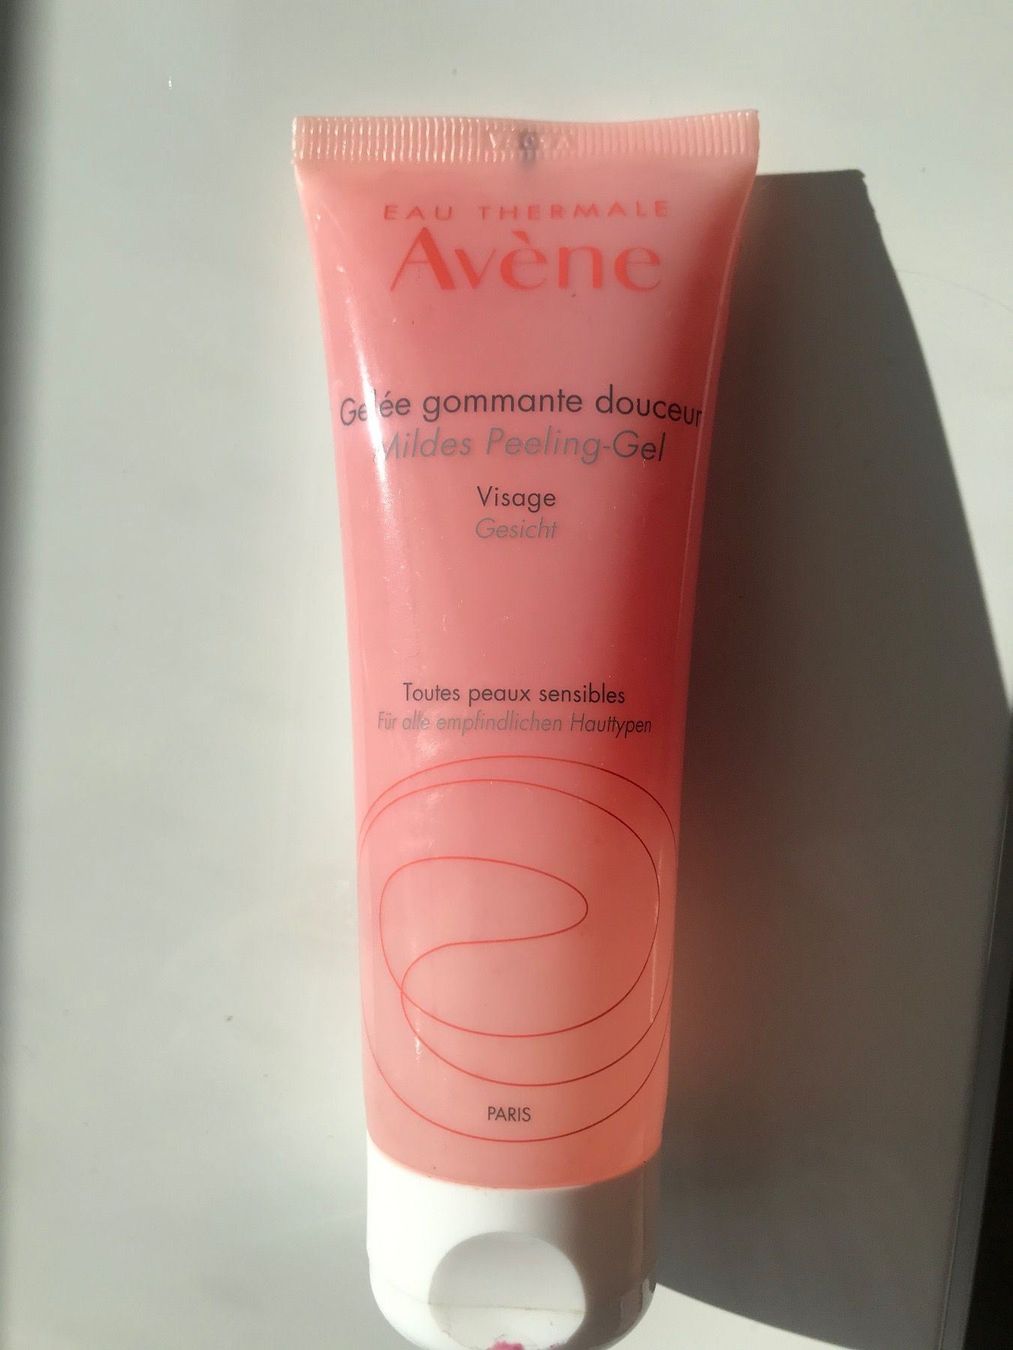 EAU THERMALE
Avène
Gelée gommante douceur
Mildes Peeling-Gel
Visage
Gesicht
Toutes peaux sensibles
Für alle empfindlichen Hauttypen
PARIS